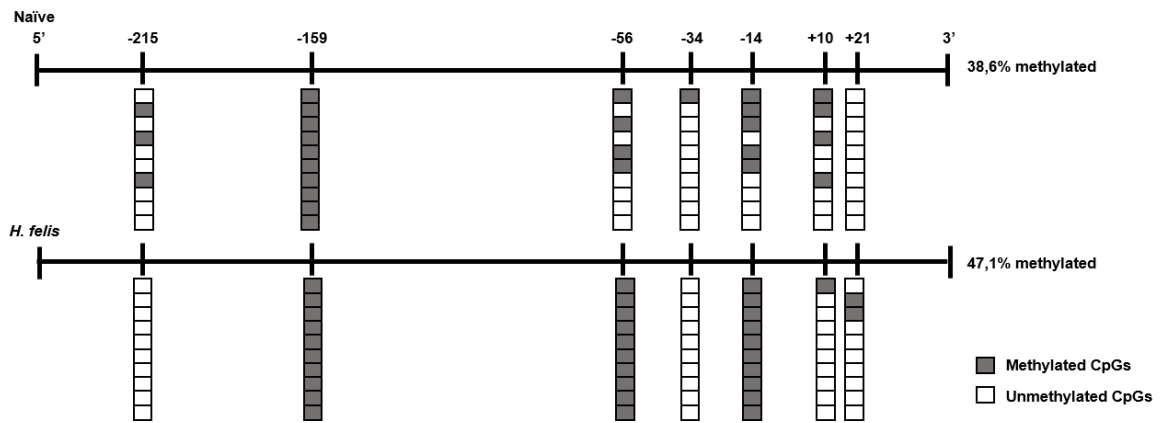 Naïve
5' -215 -159 -56 -34 -14 +10 +21 3'
38,6% methylated
H. felis
47,1% methylated
Methylated CpGs
Unmethylated CpGs